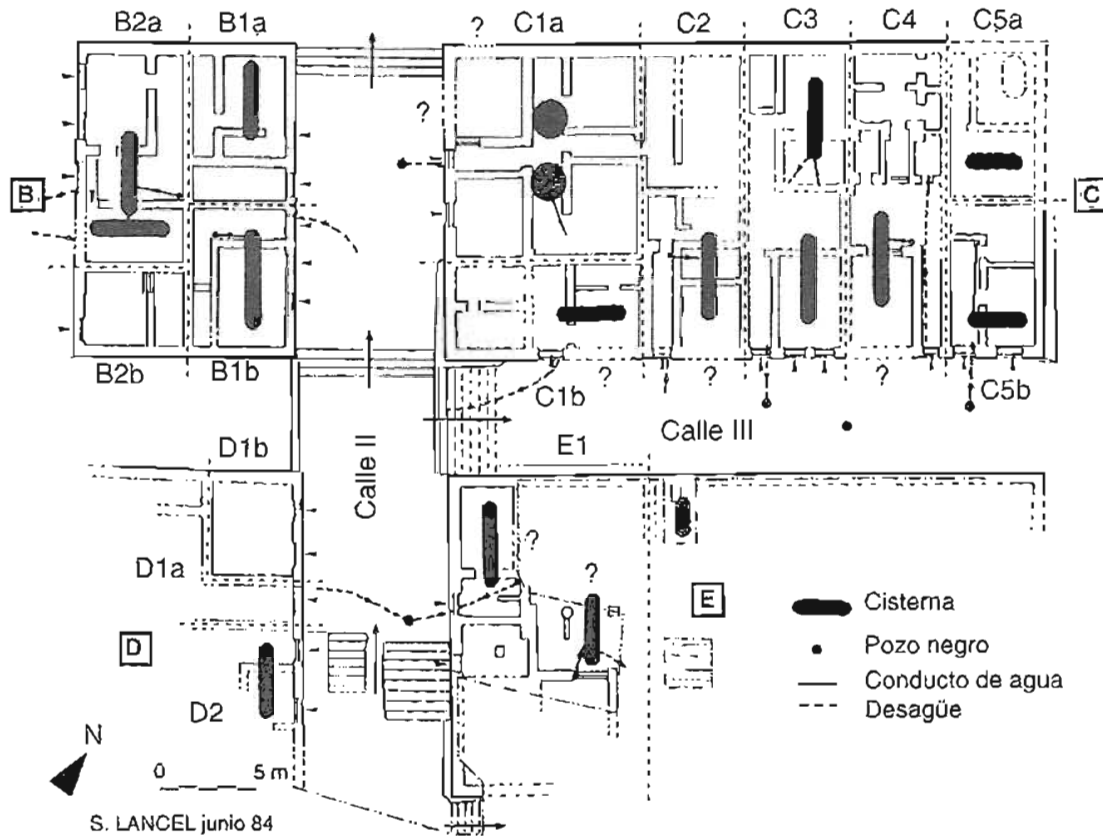 B2a B1a C1a C2 C3 C4 C5a
?
?
B
C
B2b B1b
C1b ? ? ? C5b
D1b
Calle II
E1
Calle III
D1a
?
?
D
E
D2
Cisterna
Pozo negro
Conducto de agua
Desagüe
N
0 5 m
S. LANCEL junio 84